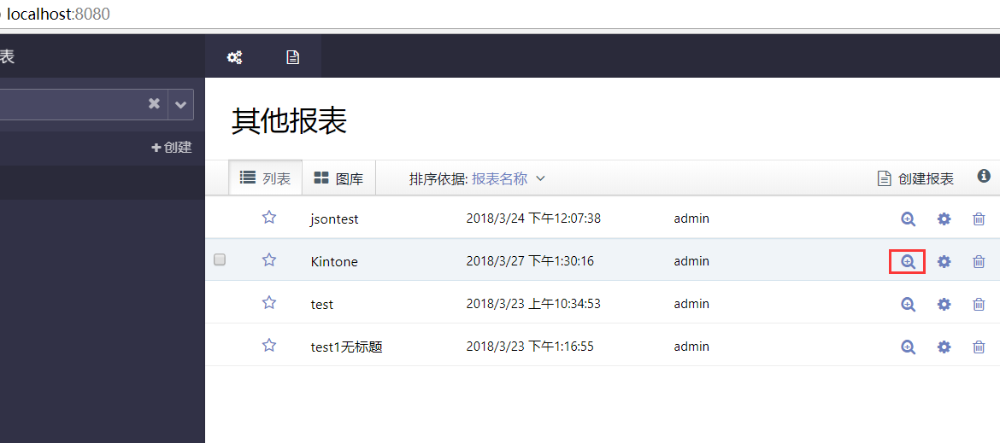 localhost:8080
表
创建
其他报表
列表 图库 排序依据: 报表名称 创建报表
jsontest 2018/3/24 下午12:07:38 admin
Kintone 2018/3/27 下午1:30:16 admin
test 2018/3/23 上午10:34:53 admin
test1无标题 2018/3/23 下午1:16:55 admin